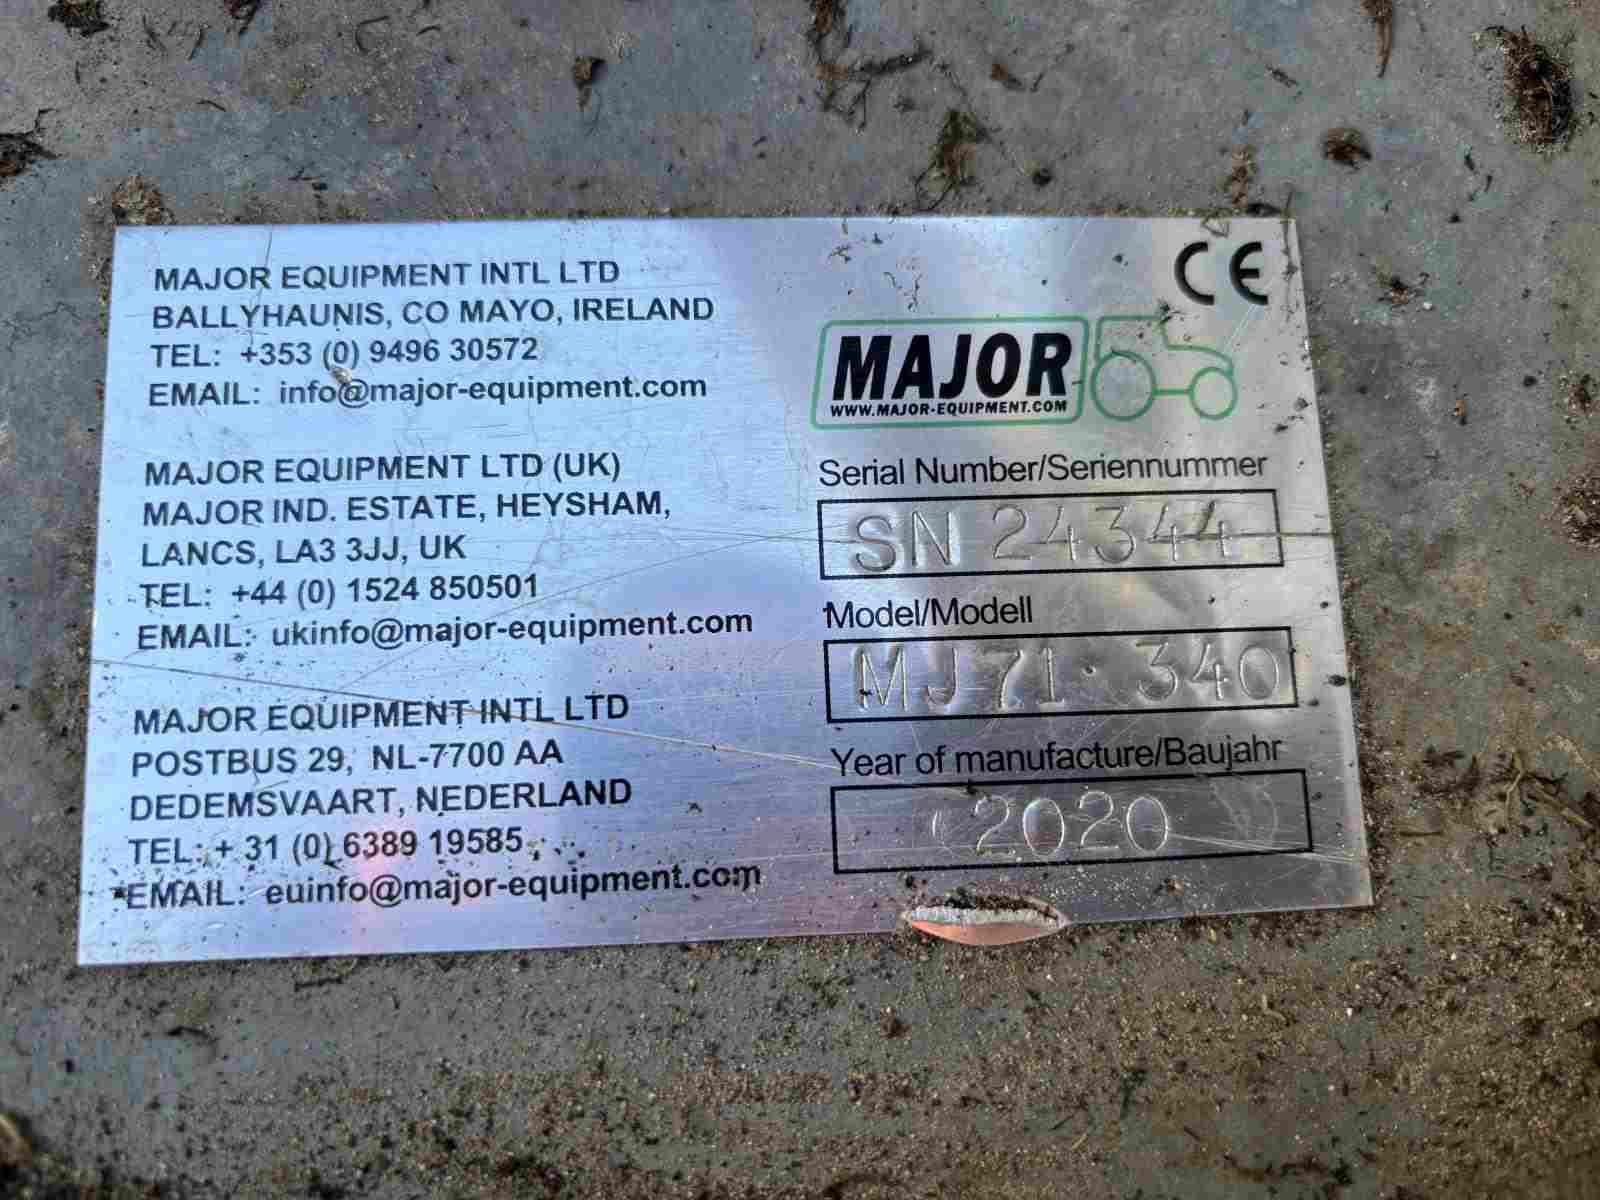 MAJOR EQUIPMENT INTL LTD
BALLYHAUNIS, CO MAYO, IRELAND
TEL: +353 (0) 9496 30572
EMAIL: info@major-equipment.com
MAJOR EQUIPMENT LTD (UK)
MAJOR IND. ESTATE, HEYSHAM,
LANCS, LA3 3JJ, UK
TEL: +44 (0) 1524 850501
EMAIL: ukinfo@major-equipment.com
MAJOR EQUIPMENT INTL LTD
POSTBUS 29, NL-7700 AA
DEDEMSVAART, NEDERLAND
TEL: + 31 (0) 6389 19585
EMAIL: euinfo@major-equipment.com
CE
MAJOR
WWW.MAJOR-EQUIPMENT.COM
Serial Number/Seriennummer
SN 24344
Model/Modell
MJ71·340
Year of manufacture/Baujahr
2020